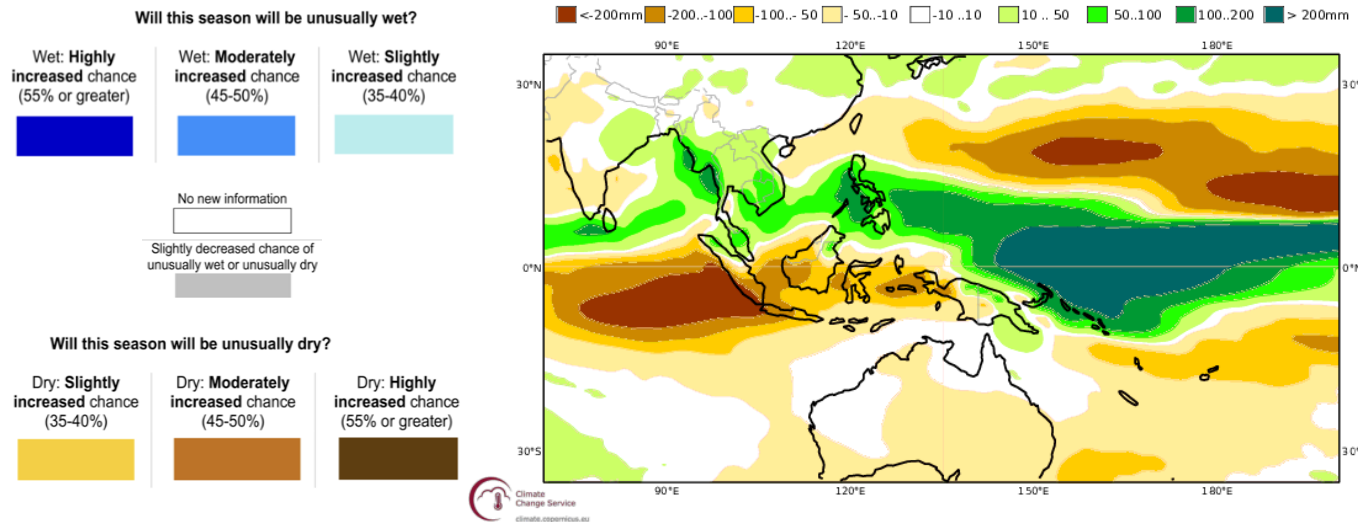 Will this season will be unusually wet?
Wet: Highly
increased chance
(55% or greater)
Wet: Moderately
increased chance
(45-50%)
Wet: Slightly
increased chance
(35-40%)
No new information
Slightly decreased chance of
unusually wet or unusually dry
Will this season will be unusually dry?
Dry: Slightly
increased chance
(35-40%)
Dry: Moderately
increased chance
(45-50%)
Dry: Highly
increased chance
(55% or greater)
<-200mm -200..-100 -100..- 50 - 50..-10 -10 ..10 10 .. 50 50..100 100..200 > 200mm
90°E 120°E 150°E 180°E
30°N 30°N
0°N 0°N
30°S 30°S
90°E 120°E 150°E 180°E
Climate
Change Service
climate.copernicus.eu